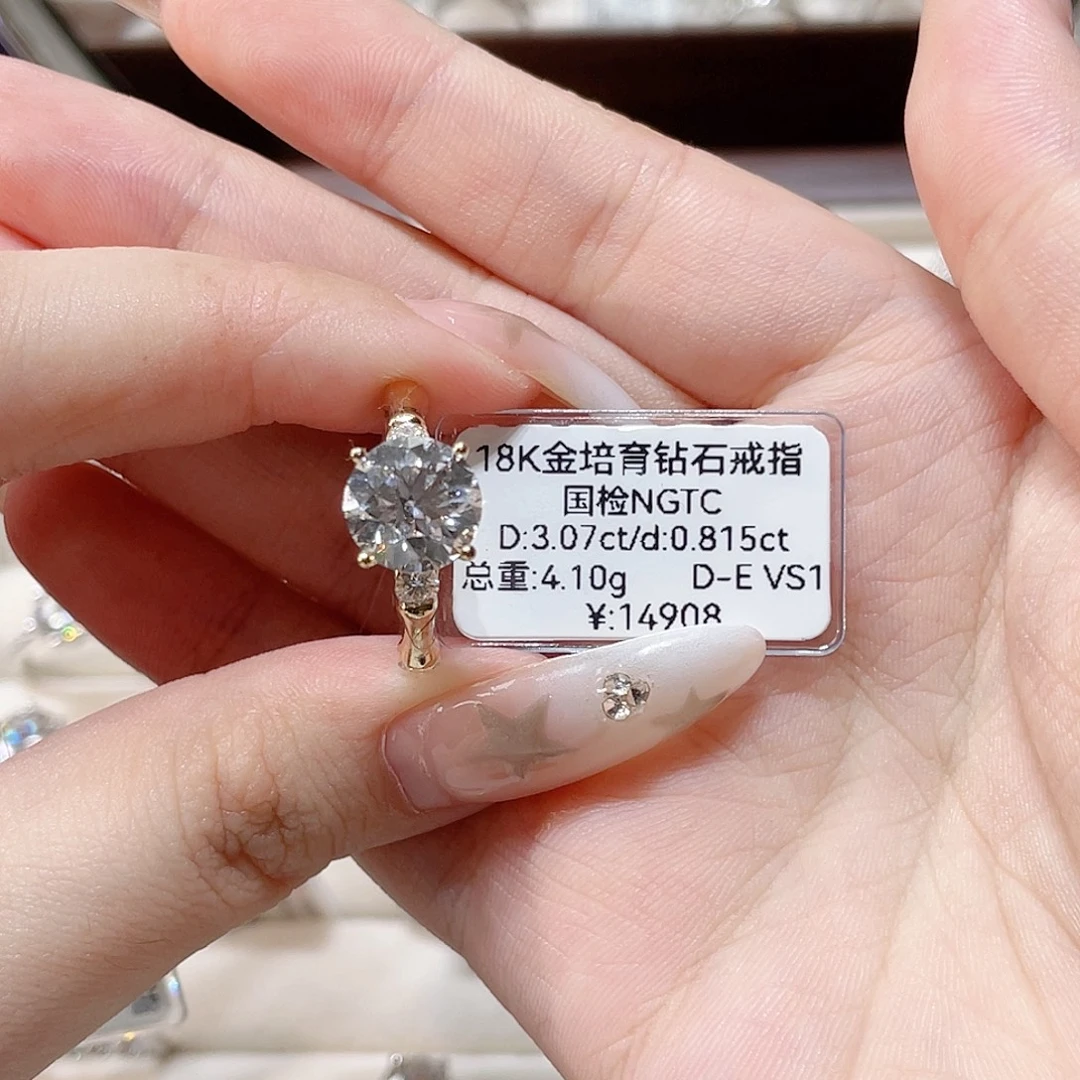 18K金培育钻石戒指
国检NGTC
D:3.07ct/d:0.815ct
总重:4.10g D-E VS1
¥:14908